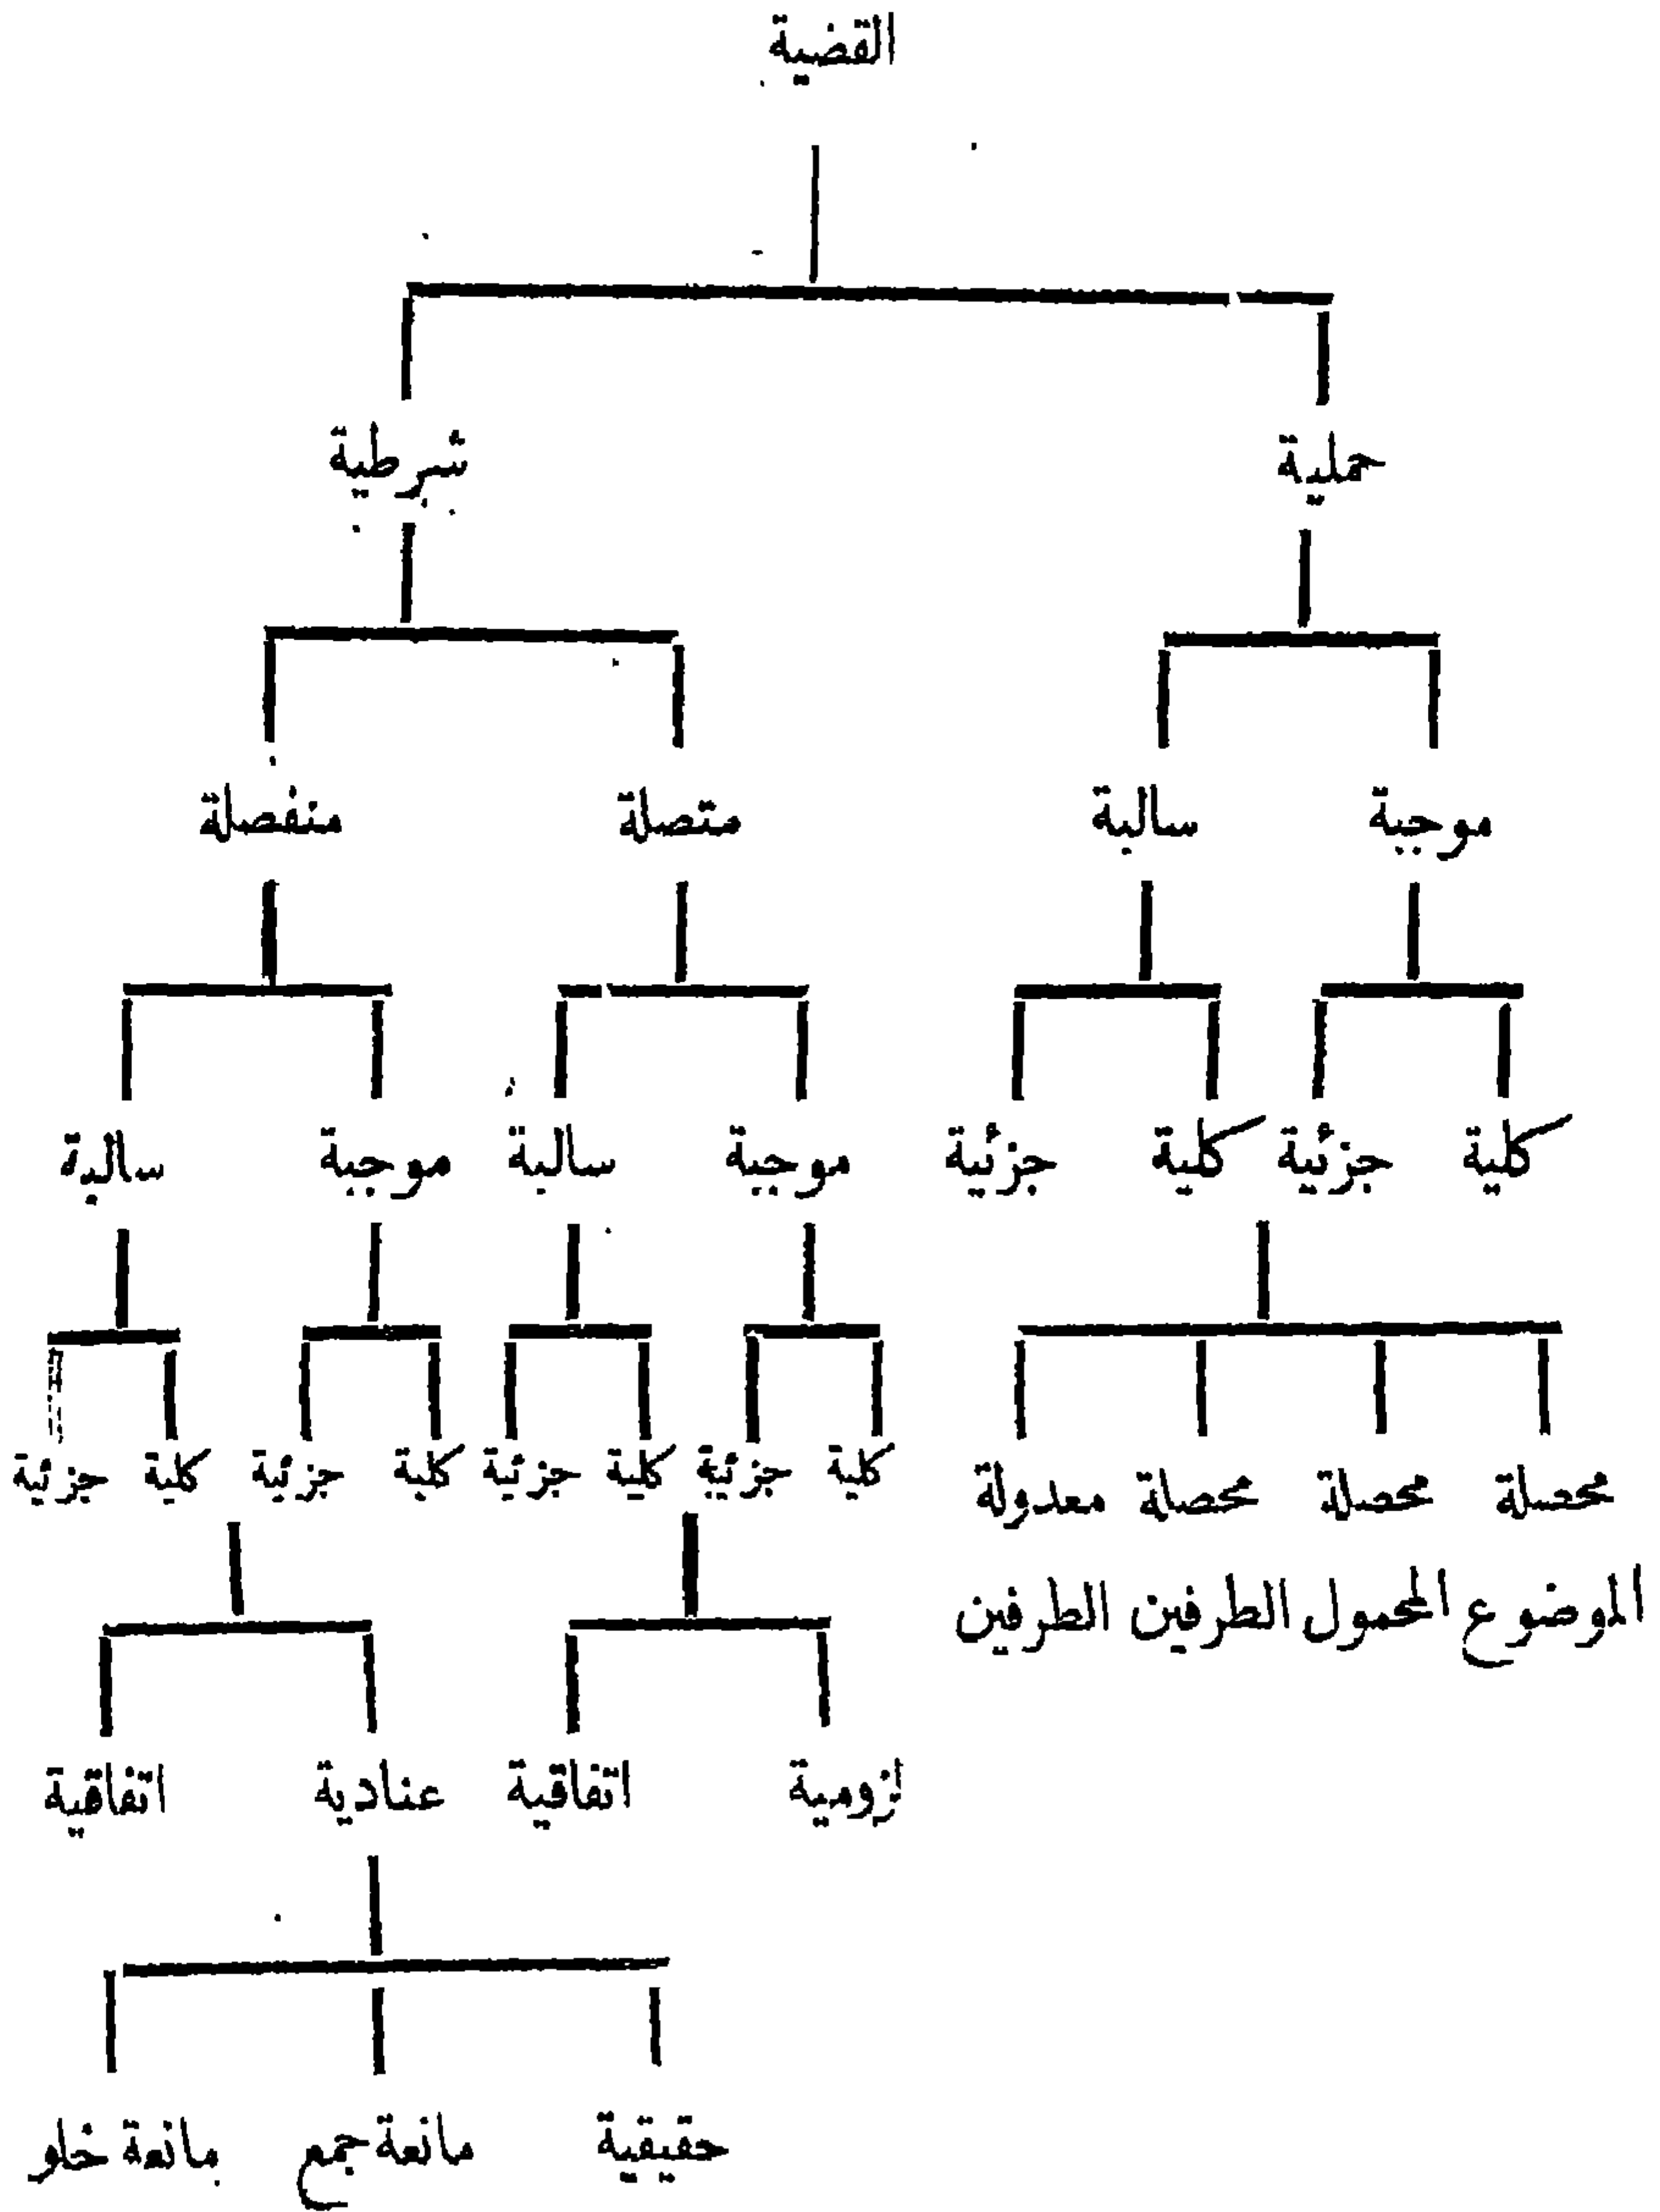 القضية
حملية شرطية
موجبة سالبة متصلة منفصلة
كلية جزئية كلية جزئية موجبة سالبة موجبة سالبة
كلية جزئية كلية جزئية كلية جزئية كلية جزئية
محصلة محصلة محصلة معدولة
الموضوع المحمول الطرفين الطرفين
لزومية اتفاقية عنادية اتفاقية
حقيقية مانعة جمع مانعة خلو